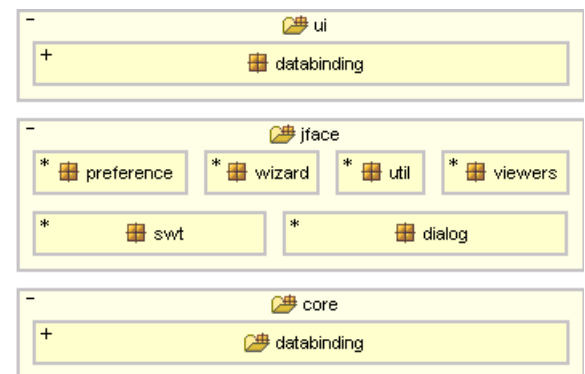 - ui
+ databinding
- jface
* preference * wizard * util * viewers
* swt * dialog
- core
+ databinding